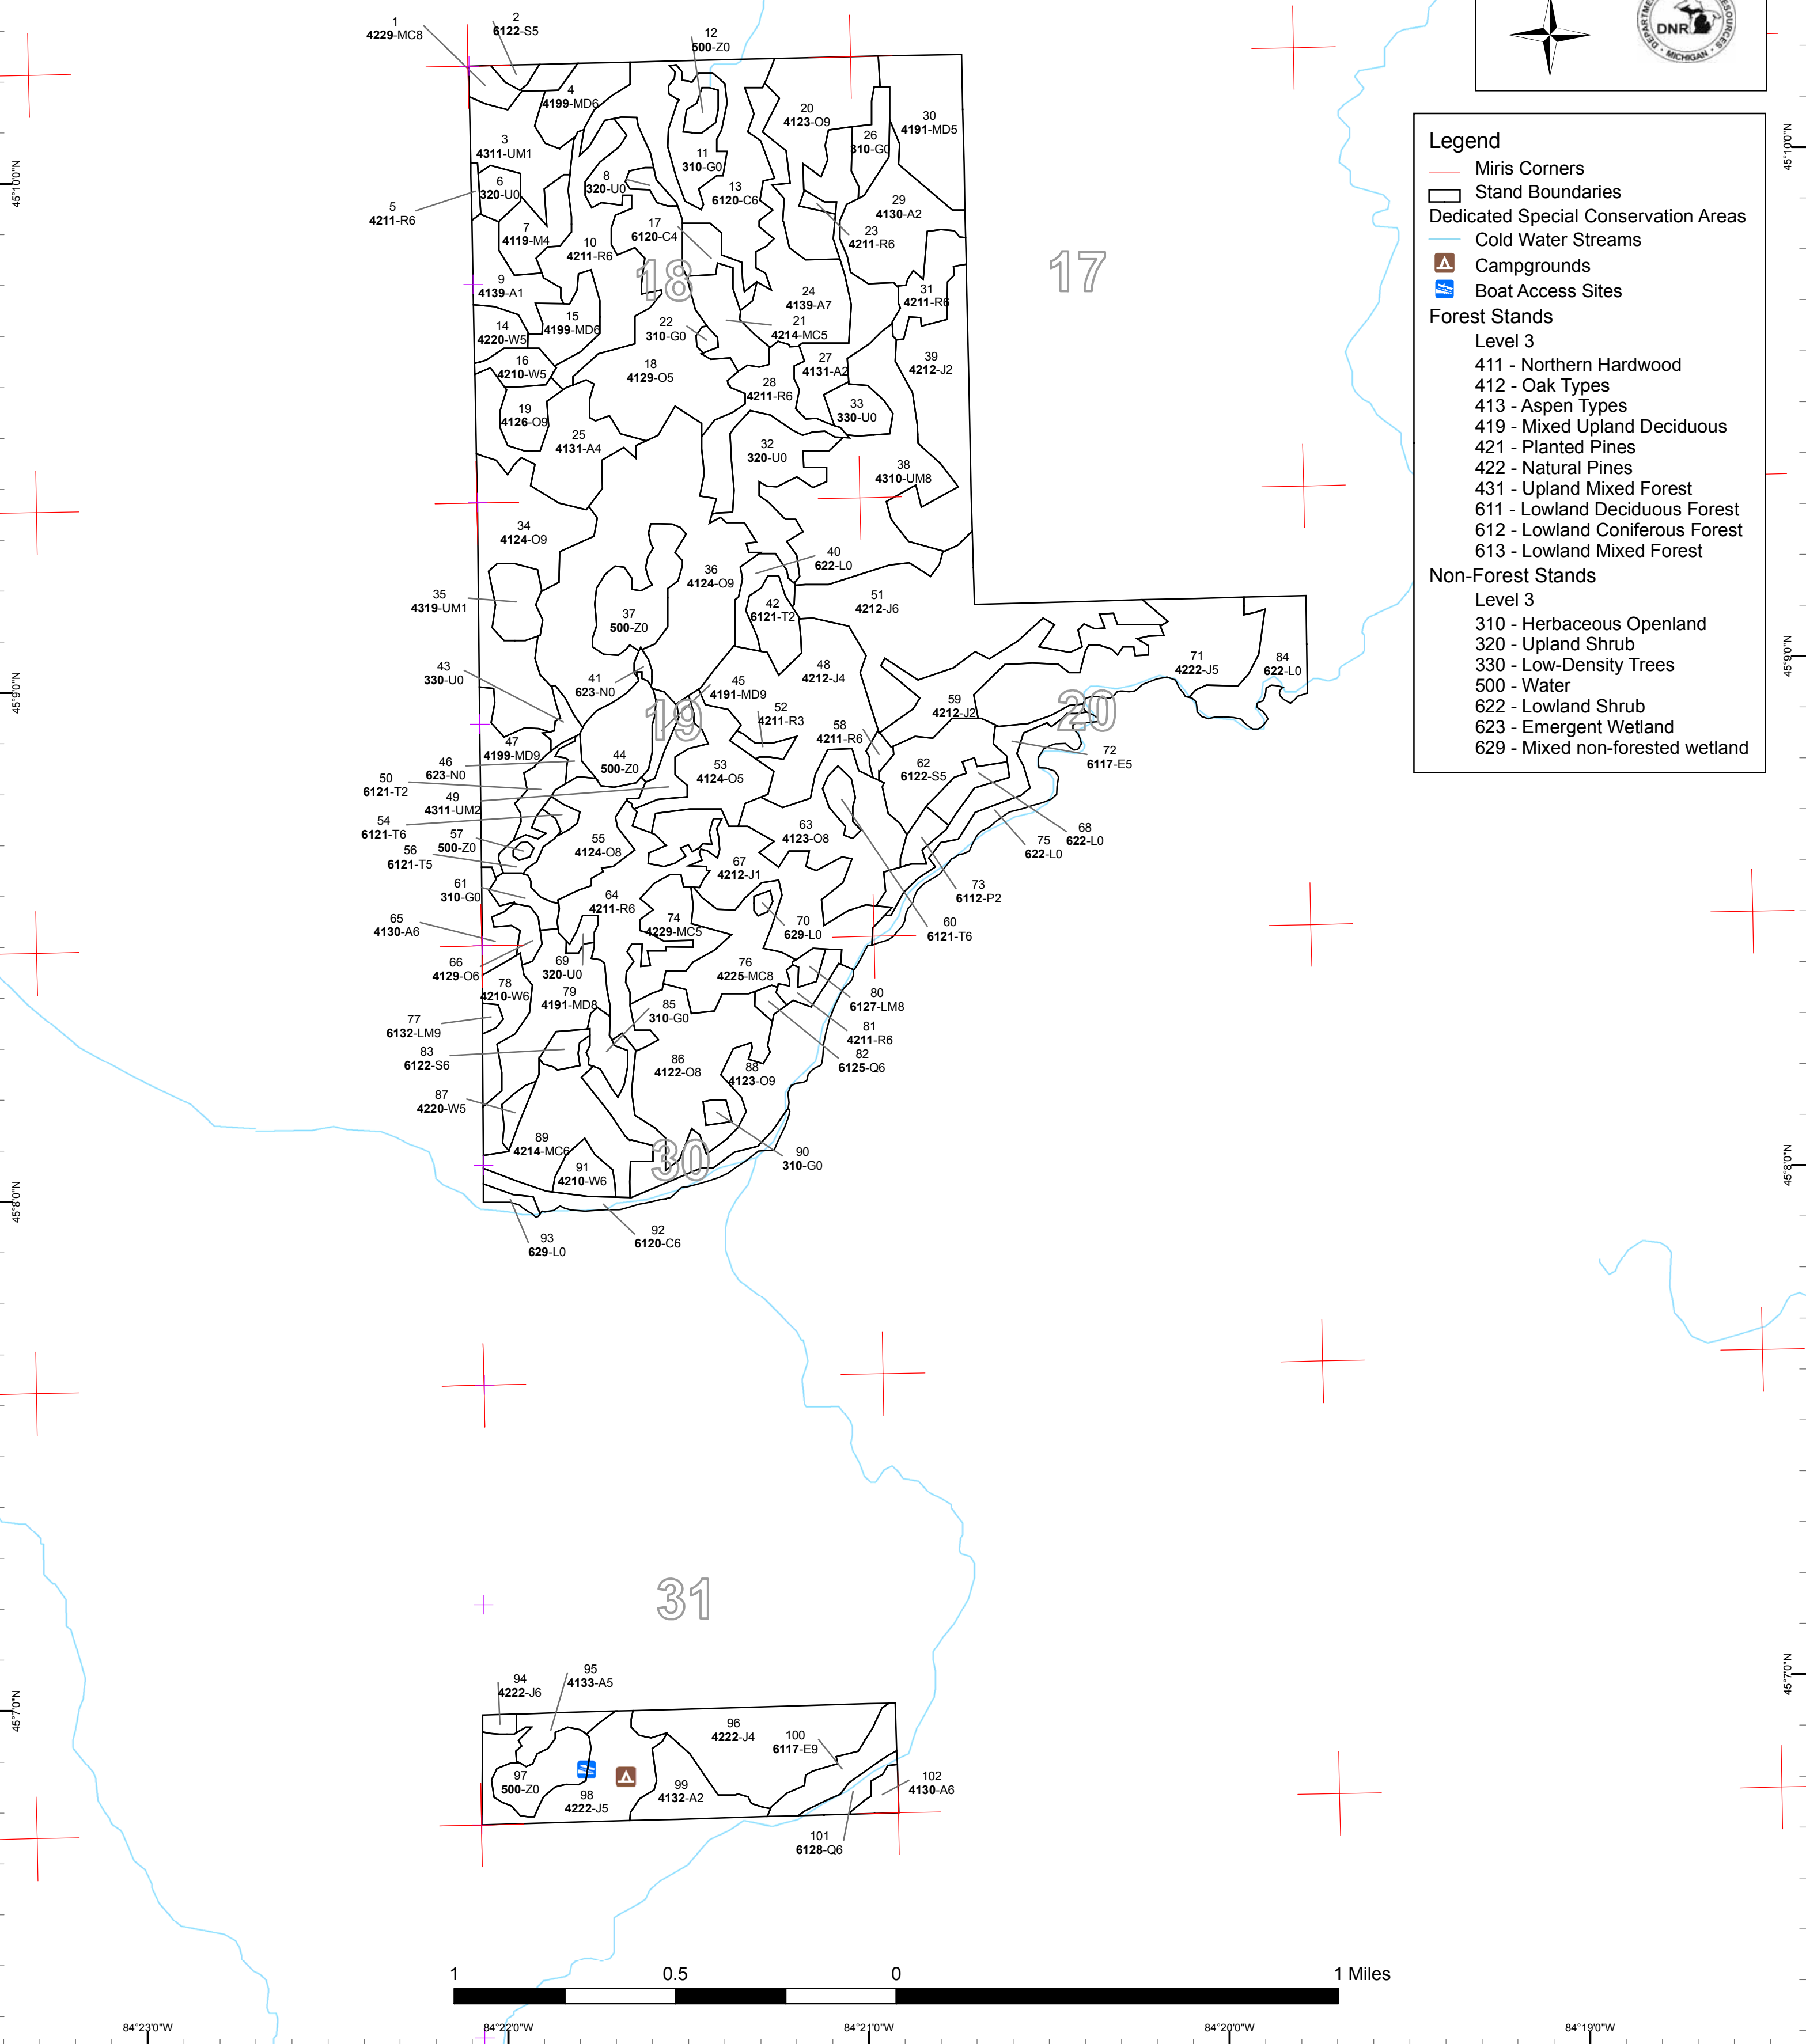 1
4229-MC8
2
6122-S5
12
500-Z0
4
4199-MD6
20
4123-O9
30
4191-MD5
26
310-G0
3
4311-UM1
11
310-G0
6
320-U0
8
320-U0
13
6120-C6
5
4211-R6
29
4130-A2
7
4119-M4
10
4211-R6
17
6120-C4
23
4211-R6
18
17
9
4139-A1
24
4139-A7
31
4211-R6
15
4199-MD6
14
4220-W5
22
310-G0
21
4214-MC5
16
4210-W5
18
4129-O5
27
4131-A2
39
4212-J2
28
4211-R6
33
330-U0
19
4126-O9
25
4131-A4
32
320-U0
38
4310-UM8
34
4124-O9
36
4124-O9
40
622-L0
35
4319-UM1
37
500-Z0
42
6121-T2
51
4212-J6
43
330-U0
41
623-N0
45
4191-MD9
48
4212-J4
71
4222-J5
84
622-L0
19
52
4211-R3
59
4212-J2
20
58
4211-R6
47
4199-MD9
46
623-N0
44
500-Z0
53
4124-O5
62
6122-S5
72
6117-E5
50
6121-T2
49
4311-UM2
54
6121-T6
57
500-Z0
56
6121-T5
55
4124-O8
63
4123-O8
75
622-L0
68
622-L0
67
4212-J1
61
310-G0
64
4211-R6
73
6112-P2
65
4130-A6
74
4229-MC5
70
629-L0
60
6121-T6
66
4129-O6
69
320-U0
76
4225-MC8
78
4210-W6
79
4191-MD8
80
6127-LM8
85
310-G0
77
6132-LM9
81
4211-R6
83
6122-S6
82
6125-Q6
86
4122-O8
88
4123-O9
87
4220-W5
89
4214-MC6
30
90
310-G0
91
4210-W6
92
6120-C6
93
629-L0
31
94
4222-J6
95
4133-A5
96
4222-J4
100
6117-E9
97
500-Z0
98
4222-J5
99
4132-A2
102
4130-A6
101
6128-Q6
DNR
MICHIGAN
Legend
Miris Corners
Stand Boundaries
Dedicated Special Conservation Areas
Cold Water Streams
Campgrounds
Boat Access Sites
Forest Stands
Level 3
411 - Northern Hardwood
412 - Oak Types
413 - Aspen Types
419 - Mixed Upland Deciduous
421 - Planted Pines
422 - Natural Pines
431 - Upland Mixed Forest
611 - Lowland Deciduous Forest
612 - Lowland Coniferous Forest
613 - Lowland Mixed Forest
Non-Forest Stands
Level 3
310 - Herbaceous Openland
320 - Upland Shrub
330 - Low-Density Trees
500 - Water
622 - Lowland Shrub
623 - Emergent Wetland
629 - Mixed non-forested wetland
45°10'0"N
45°9'0"N
45°8'0"N
45°7'0"N
45°10'0"N
45°9'0"N
45°8'0"N
45°7'0"N
1 0.5 0 1 Miles
84°23'0"W 84°22'0"W 84°21'0"W 84°20'0"W 84°19'0"W